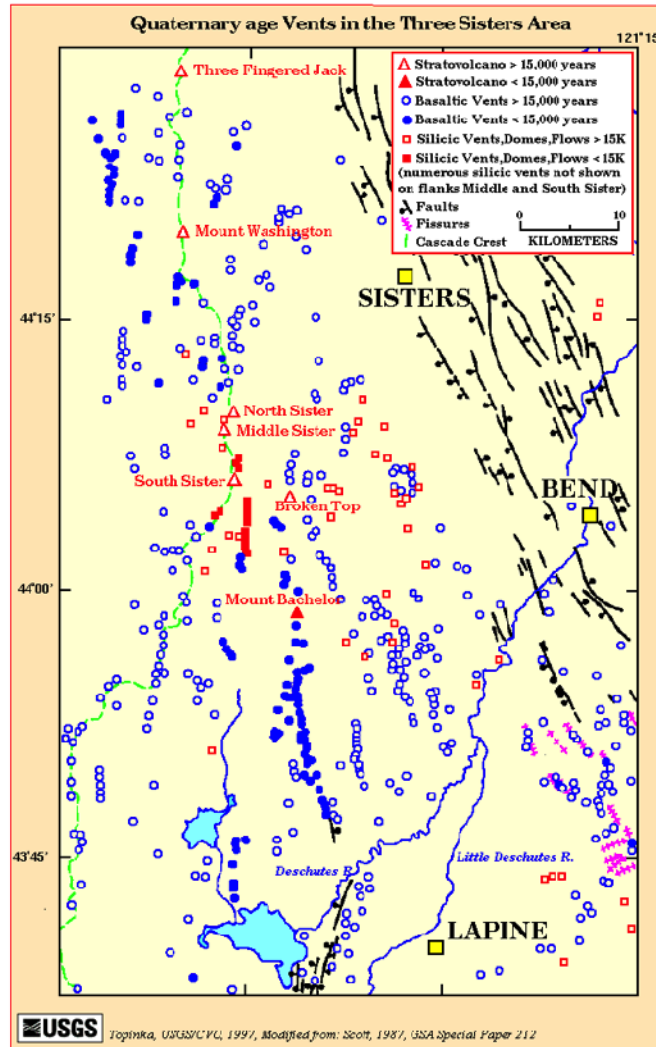 Quaternary age Vents in the Three Sisters Area
121°15'
Stratovolcano > 15,000 years
Stratovolcano < 15,000 years
Basaltic Vents > 15,000 years
Basaltic Vents < 15,000 years
Silicic Vents,Domes,Flows > 15K
Silicic Vents,Domes,Flows < 15K
(numerous silicic vents not shown
on flanks Middle and South Sister)
Faults
Fissures
Cascade Crest
0 10
KILOMETERS
Three Fingered Jack
Mount Washington
SISTERS
44°15'
North Sister
Middle Sister
South Sister
Broken Top
BEND
44°00'
Mount Bachelor
43°45'
Deschutes R.
Little Deschutes R.
LAPINE
USGS
Topinka, USGS/CVO, 1997, Modified from: Scott, 1987, GSA Special Paper 212